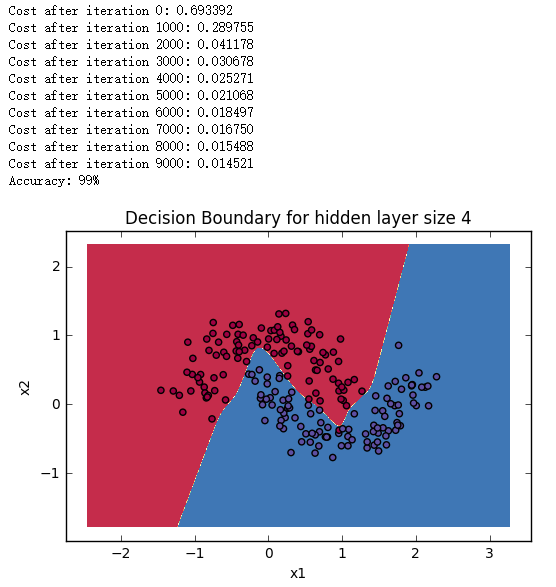 Cost after iteration 0: 0.693392
Cost after iteration 1000: 0.289755
Cost after iteration 2000: 0.041178
Cost after iteration 3000: 0.030678
Cost after iteration 4000: 0.025271
Cost after iteration 5000: 0.021068
Cost after iteration 6000: 0.018497
Cost after iteration 7000: 0.016750
Cost after iteration 8000: 0.015488
Cost after iteration 9000: 0.014521
Accuracy: 99%
Decision Boundary for hidden layer size 4
2
1
0
−1
x2
−2 −1 0 1 2 3
x1